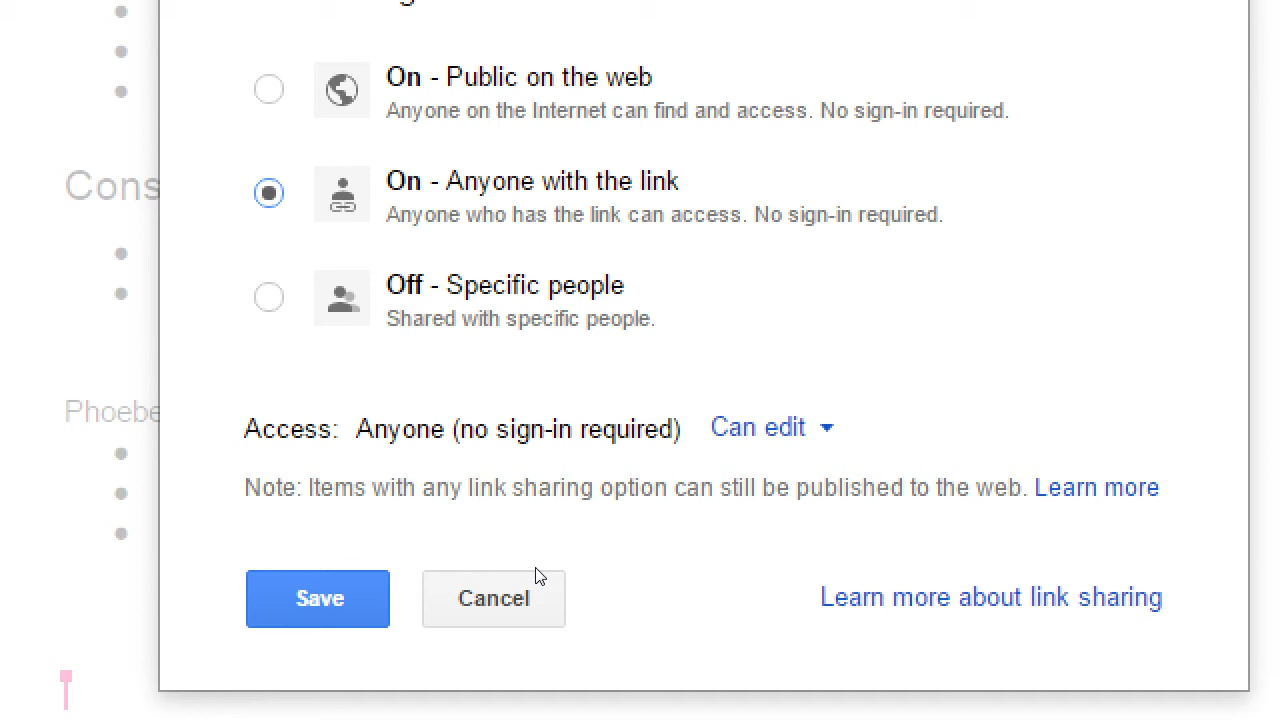 On - Public on the web
Anyone on the Internet can find and access. No sign-in required.
Cons
On - Anyone with the link
Anyone who has the link can access. No sign-in required.
Off - Specific people
Shared with specific people.
Phoebe
Access: Anyone (no sign-in required) Can edit
Note: Items with any link sharing option can still be published to the web. Learn more
Save Cancel Learn more about link sharing